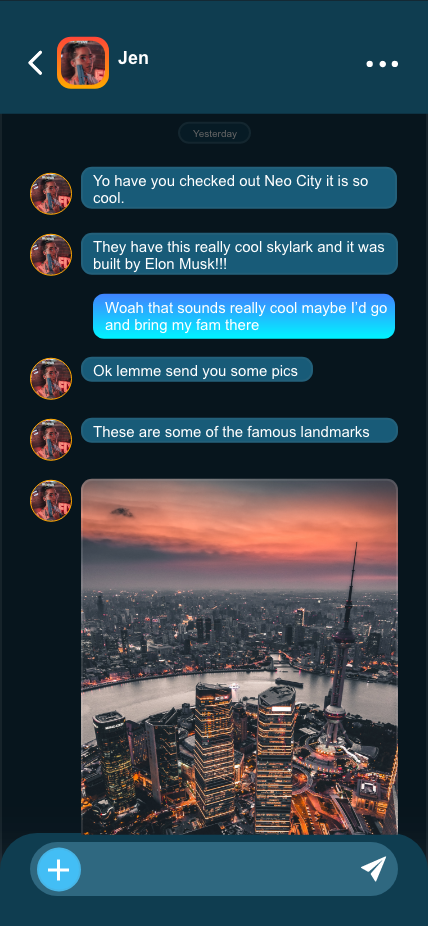 Jen
Yesterday
Yo have you checked out Neo City it is so
cool.
They have this really cool skylark and it was
built by Elon Musk!!!
Woah that sounds really cool maybe I'd go
and bring my fam there
Ok lemme send you some pics
These are some of the famous landmarks